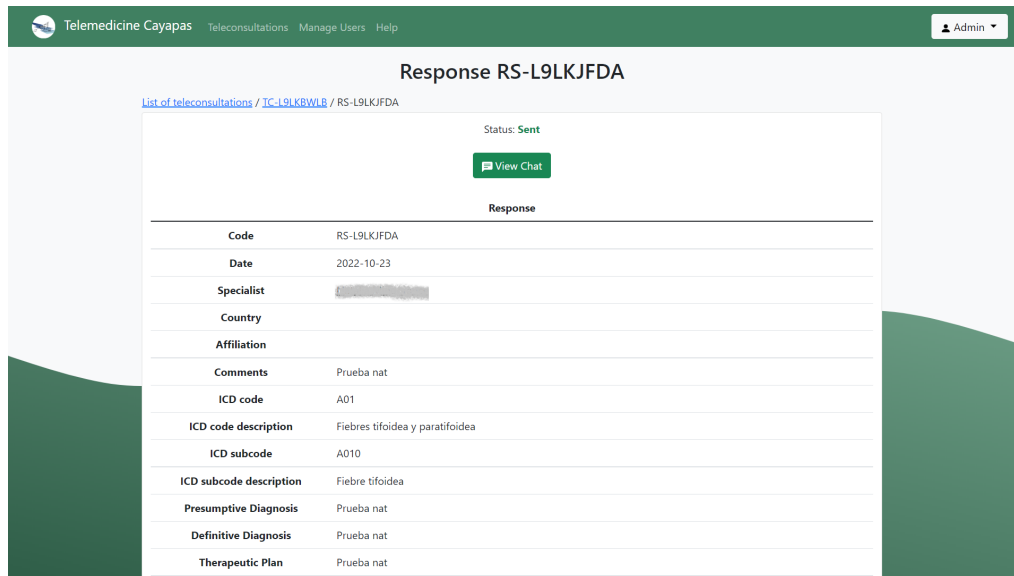 Telemedicine Cayapas Teleconsultations Manage Users Help Admin
Response RS-L9LKJFDA
List of teleconsultations / TC-L9LKBWLB / RS-L9LKJFDA
Status: Sent
View Chat
Response
Code RS-L9LKJFDA
Date 2022-10-23
Specialist
Country
Affiliation
Comments Prueba nat
ICD code A01
ICD code description Fiebres tifoidea y paratifoidea
ICD subcode A010
ICD subcode description Fiebre tifoidea
Presumptive Diagnosis Prueba nat
Definitive Diagnosis Prueba nat
Therapeutic Plan Prueba nat